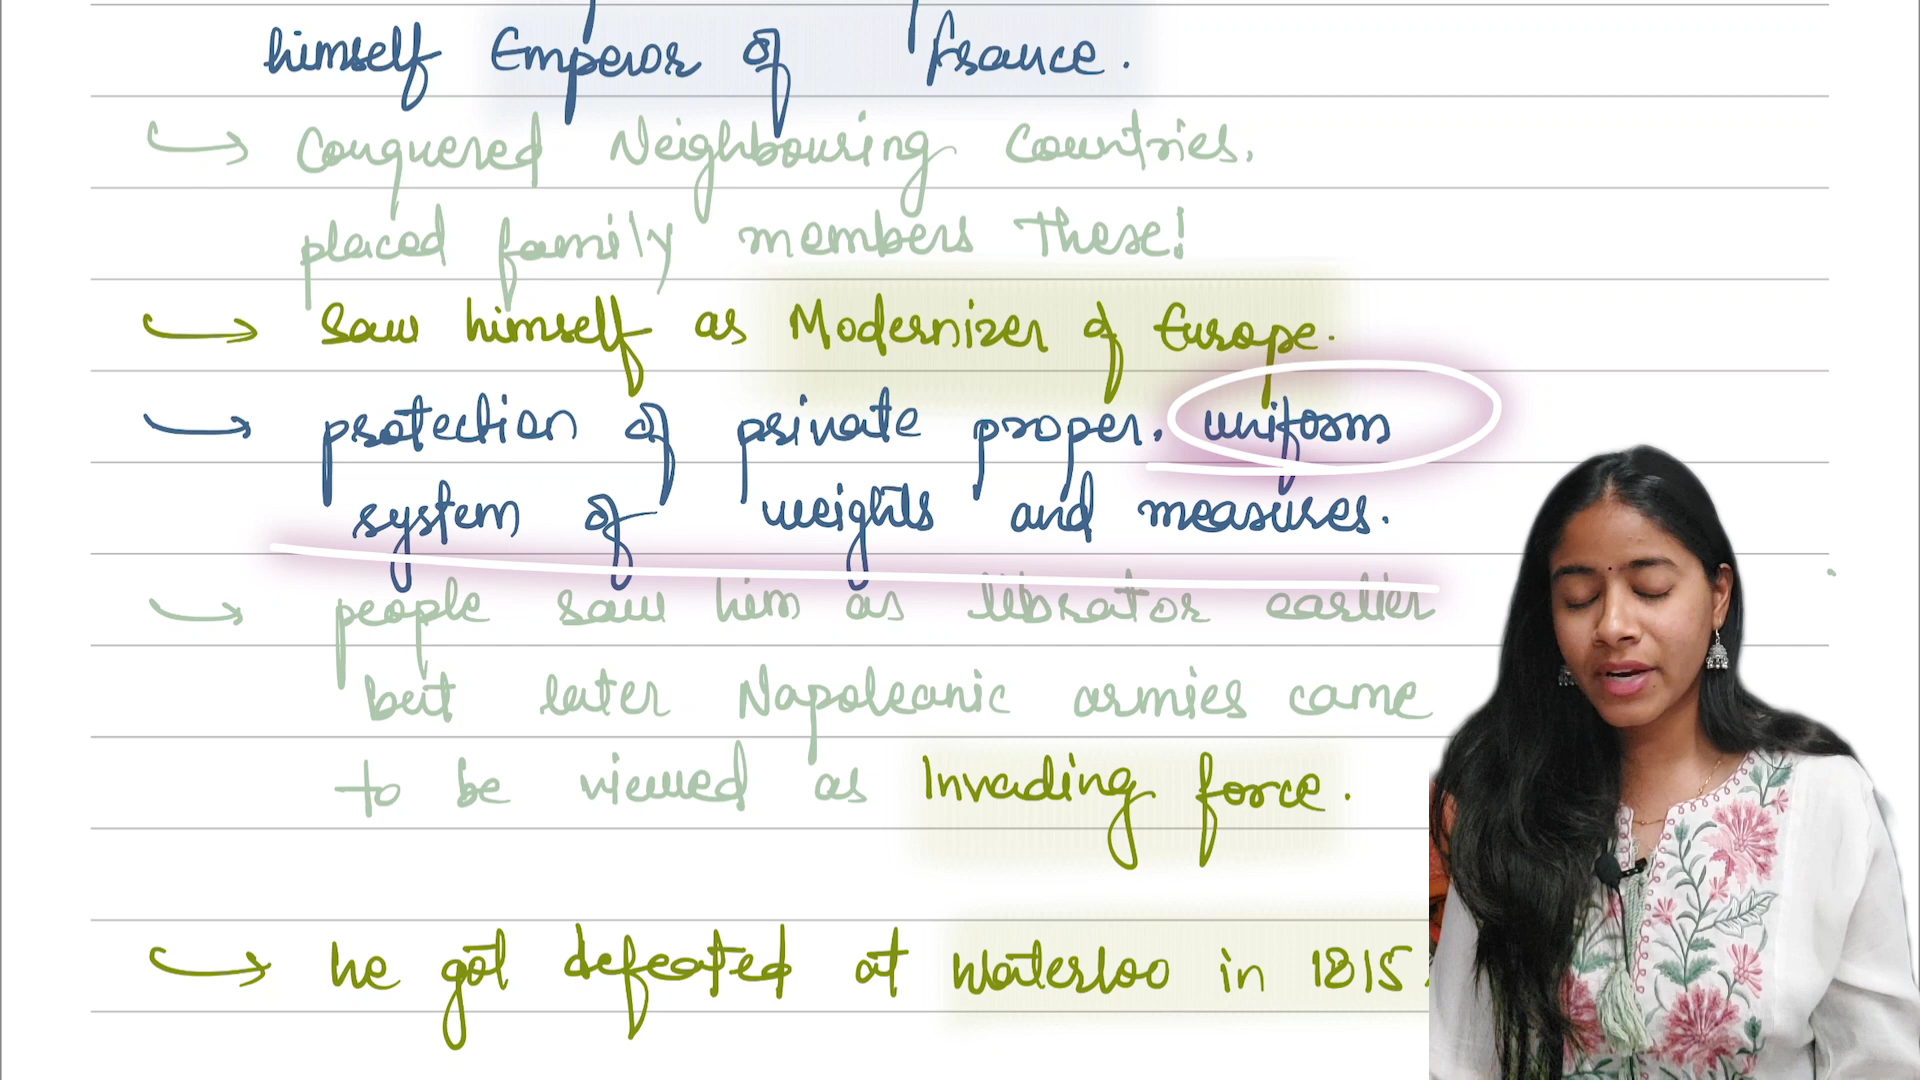 himself Emperor of france.
Conquered Neighbouring Countries.
placed family members There!
Saw himself as Modernizer of Europe.
protection of private proper. uniform
system of weights and measures.
people saw him as librator earlier
but later Napoleanic armies came
to be viewed as Invading force.
he got defeated at Waterloo in 1815.